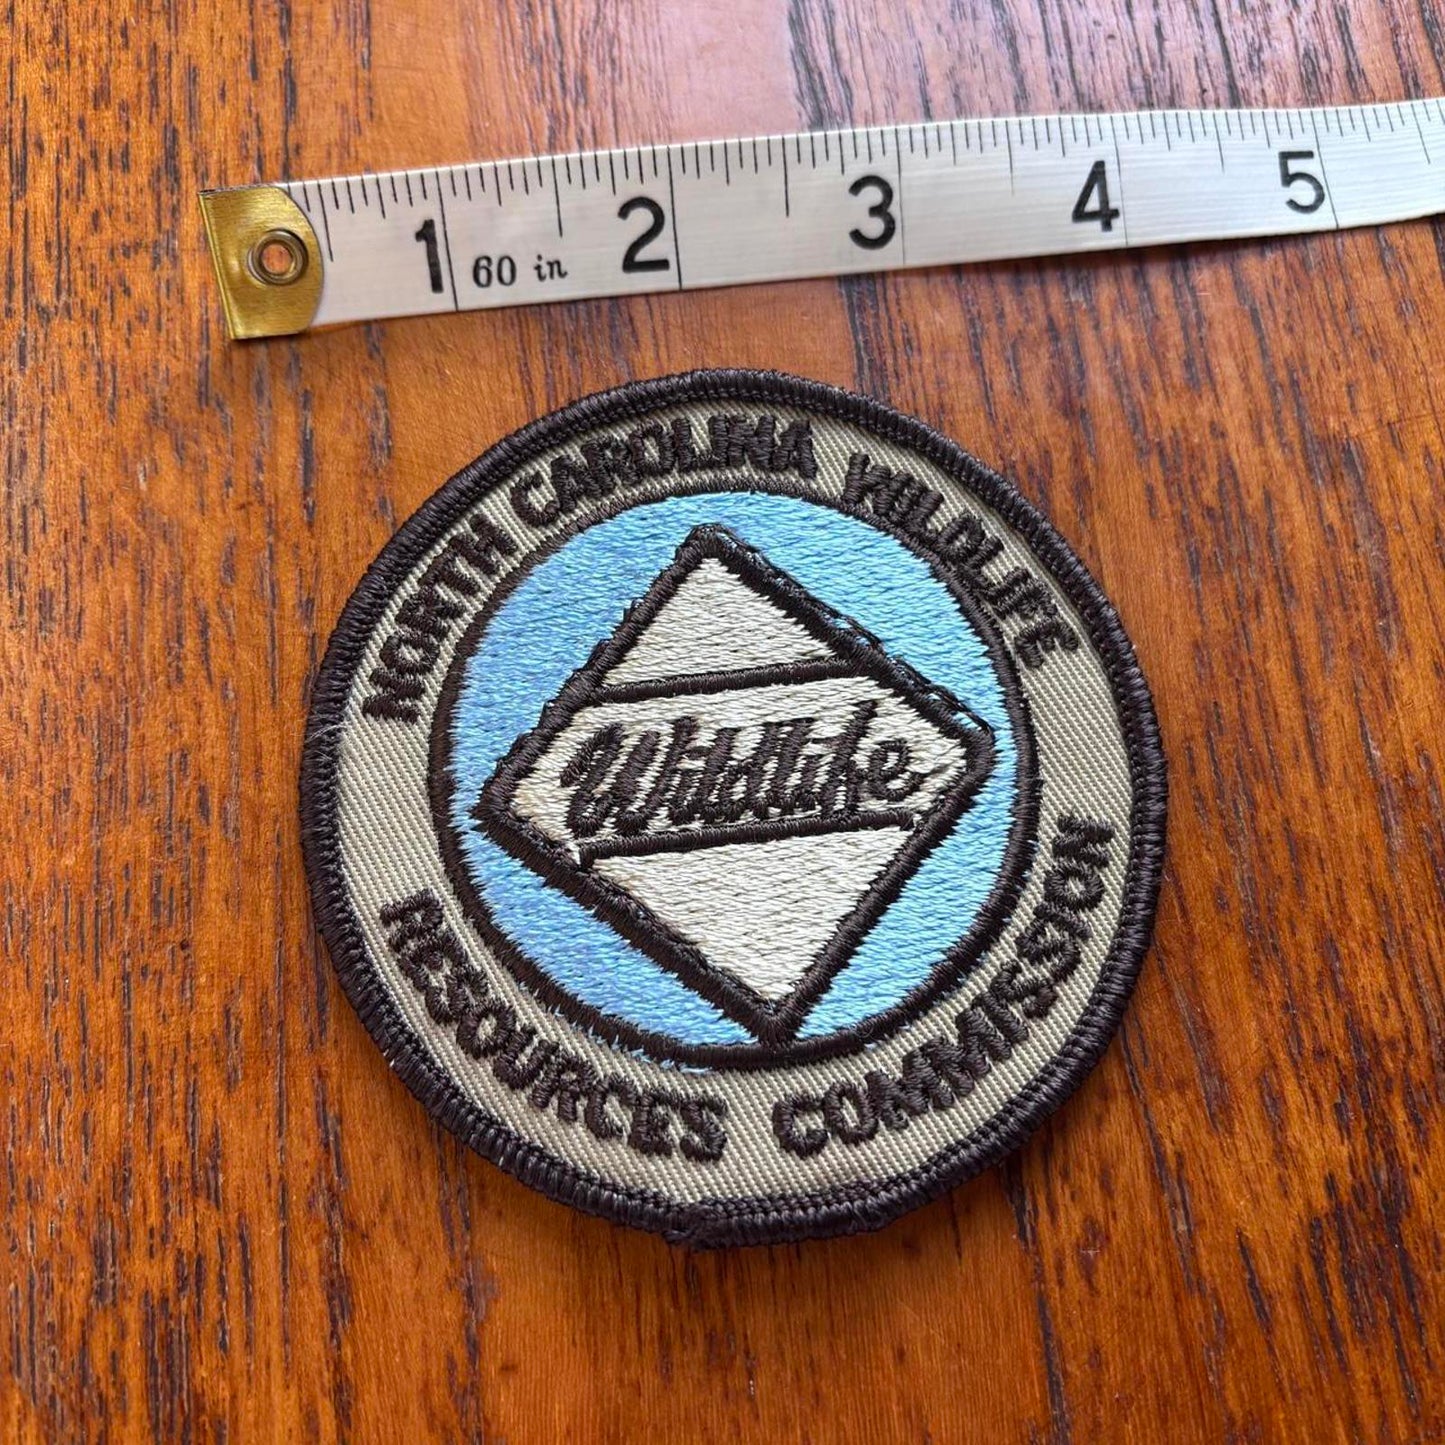 1 60 in 2 3 4 5
NORTH CAROLINA WILDLIFE
Wildlife
RESOURCES COMMISSION